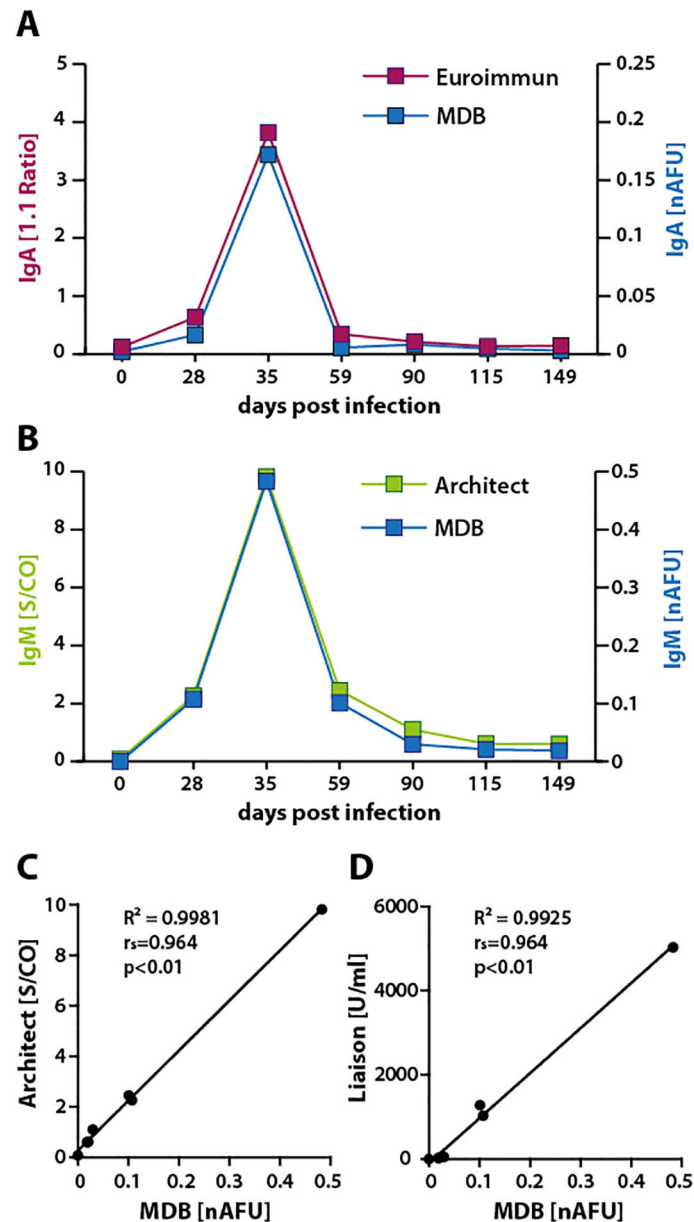 A
Euroimmun
MDB
IgA [1.1 Ratio]
5
4
3
2
1
0
0.25
0.2
0.15
0.1
0.05
0
IgA [nAFU]
0 28 35 59 90 115 149
days post infection
B
Architect
MDB
IgM [S/CO]
10
8
6
4
2
0
0.5
0.4
0.3
0.2
0.1
0
IgM [nAFU]
0 28 35 59 90 115 149
days post infection
C
R² = 0.9981
rs=0.964
p<0.01
Architect [S/CO]
10
8
6
4
2
0
0 0.1 0.2 0.3 0.4 0.5
MDB [nAFU]
D
R² = 0.9925
rs=0.964
p<0.01
Liaison [U/ml]
6000
4000
2000
0
0 0.1 0.2 0.3 0.4 0.5
MDB [nAFU]